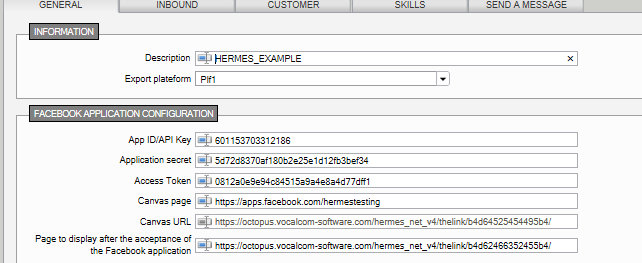 GENERAL INBOUND CUSTOMER SKILLS SEND A MESSAGE
INFORMATION
Description HERMES_EXAMPLE
Export plateform Plf1
FACEBOOK APPLICATION CONFIGURATION
App ID/API Key 601153703312186
Application secret 5d72d8370af180b2e25e1d12fb3bef34
Access Token 0812a0e9e94c84515a9a4e8a4d77dff1
Canvas page https://apps.facebook.com/hermestesting
Canvas URL https://octopus.vocalcom-software.com/hermes_net_v4/thelink/b4d64525454495b4/
Page to display after the acceptance of
the Facebook application https://octopus.vocalcom-software.com/hermes_net_v4/thelink/b4d62466352455b4/